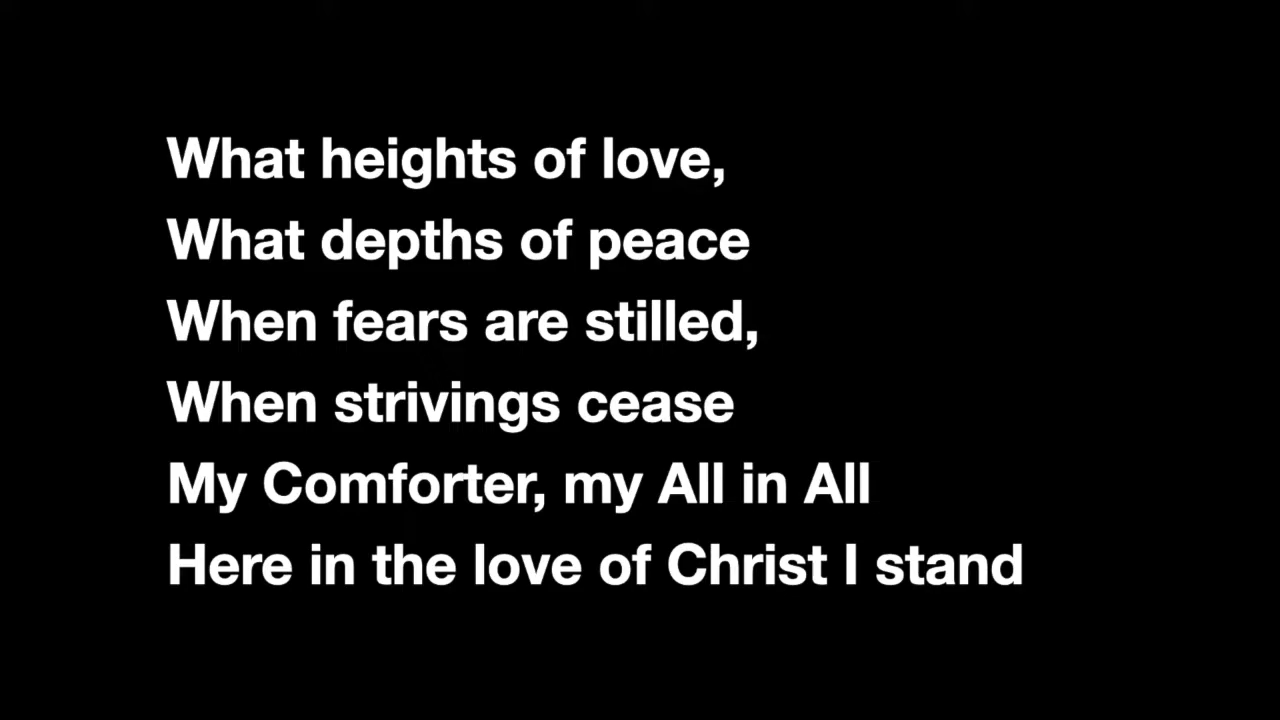 What heights of love,
What depths of peace
When fears are stilled,
When strivings cease
My Comforter, my All in All
Here in the love of Christ I stand